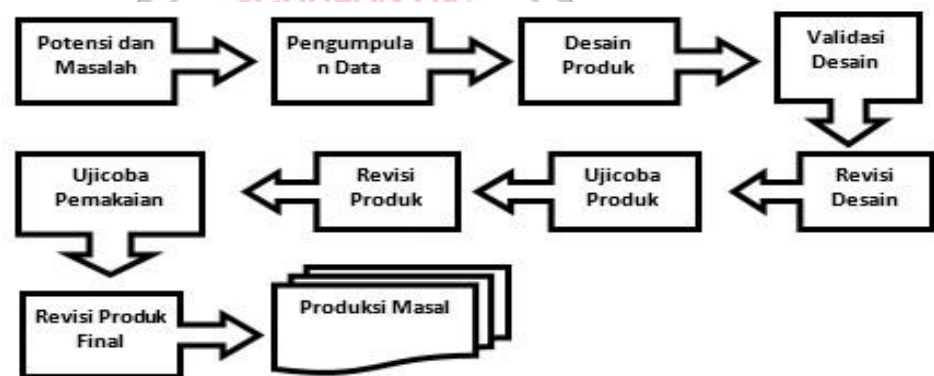 Potensi dan
Masalah
Pengumpula
n Data
Desain
Produk
Validasi
Desain
Revisi
Desain
Ujicoba
Produk
Revisi
Produk
Ujicoba
Pemakaian
Revisi Produk
Final
Produksi Masal